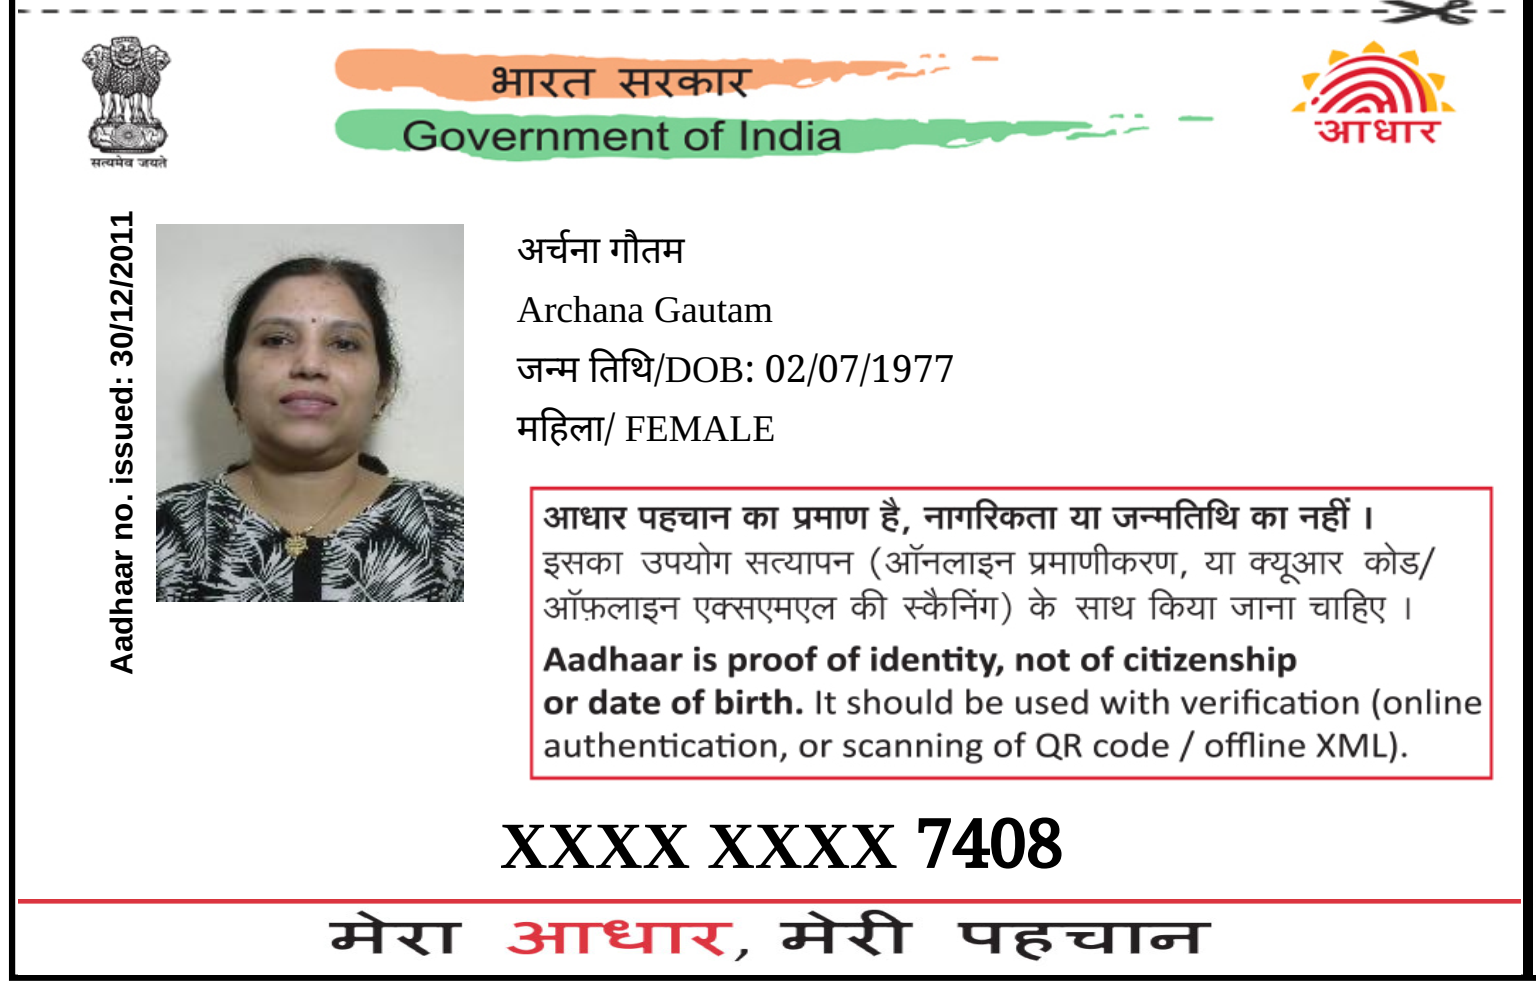 सत्यमेव जयते
भारत सरकार
Government of India
आधार
Aadhaar no. issued: 30/12/2011
अर्चना गौतम
Archana Gautam
जन्म तिथि/DOB: 02/07/1977
महिला/ FEMALE
आधार पहचान का प्रमाण है, नागरिकता या जन्मतिथि का नहीं ।
इसका उपयोग सत्यापन (ऑनलाइन प्रमाणीकरण, या क्यूआर कोड/
ऑफ़लाइन एक्सएमएल की स्कैनिंग) के साथ किया जाना चाहिए ।
Aadhaar is proof of identity, not of citizenship
or date of birth. It should be used with verification (online
authentication, or scanning of QR code / offline XML).
XXXX XXXX 7408
मेरा आधार, मेरी पहचान